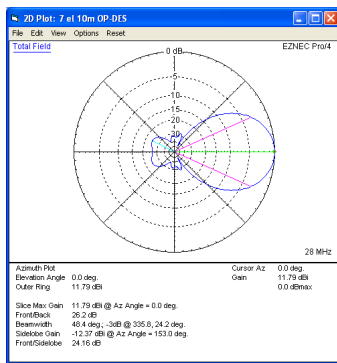 2D Plot: 7 el 10m OP-DES
File Edit View Options Reset
Total Field
EZNEC Pro/4
0 dB
-5
-10
-15
-20
-30
28 MHz
Azimuth Plot Cursor Az 0.0 deg.
Elevation Angle 0.0 deg. Gain 11.79 dBi
Outer Ring 11.79 dBi 0.0 dBmax
Slice Max Gain 11.79 dBi @ Az Angle = 0.0 deg.
Front/Back 26.2 dB
Beamwidth 48.4 deg.; -3dB @ 335.8, 24.2 deg.
Sidelobe Gain -12.37 dBi @ Az Angle = 153.0 deg.
Front/Sidelobe 24.16 dB